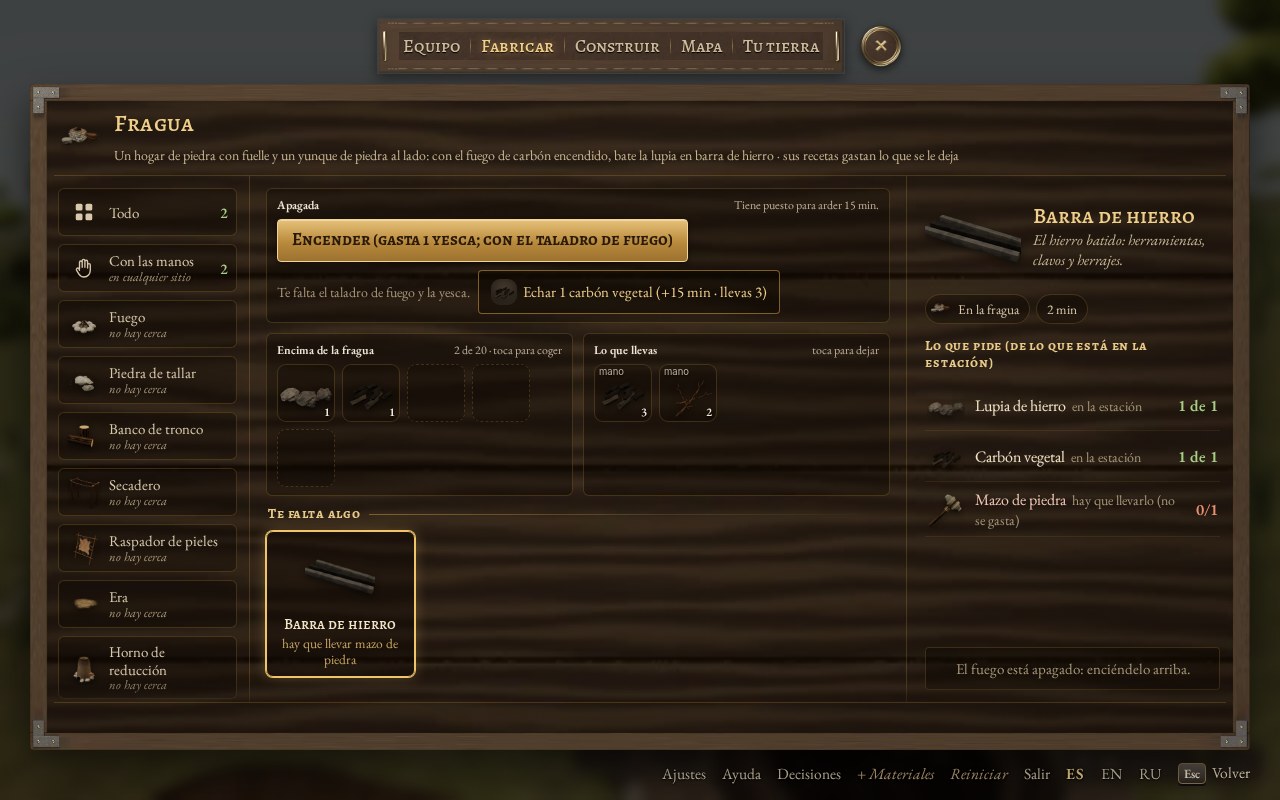 Equipo
Fabricar
Construir
Mapa
Tu tierra
Fragua
Un hogar de piedra con fuelle y un yunque de piedra al lado: con el fuego de carbón encendido, bate la lupia en barra de hierro · sus recetas gastan lo que se le deja
Todo 2
Con las manos
en cualquier sitio
2
Fuego
no hay cerca
Piedra de tallar
no hay cerca
Banco de tronco
no hay cerca
Secadero
no hay cerca
Raspador de pieles
no hay cerca
Era
no hay cerca
Horno de
reducción
no hay cerca
Apagada
Tiene puesto para arder 15 min.
Encender (gasta 1 yesca; con el taladro de fuego)
Te falta el taladro de fuego y la yesca.
Echar 1 carbón vegetal (+15 min · llevas 3)
Encima de la fragua
2 de 20 · toca para coger
1
1
Lo que llevas
toca para dejar
mano
3
mano
2
Te falta algo
Barra de hierro
hay que llevar mazo de
piedra
Barra de hierro
El hierro batido: herramientas,
clavos y herrajes.
En la fragua
2 min
Lo que pide (de lo que está en la
estación)
Lupia de hierro en la estación 1 de 1
Carbón vegetal en la estación 1 de 1
Mazo de piedra hay que llevarlo (no
se gasta)
0/1
El fuego está apagado: enciéndelo arriba.
Ajustes Ayuda Decisiones + Materiales Reiniciar Salir ES EN RU Esc Volver